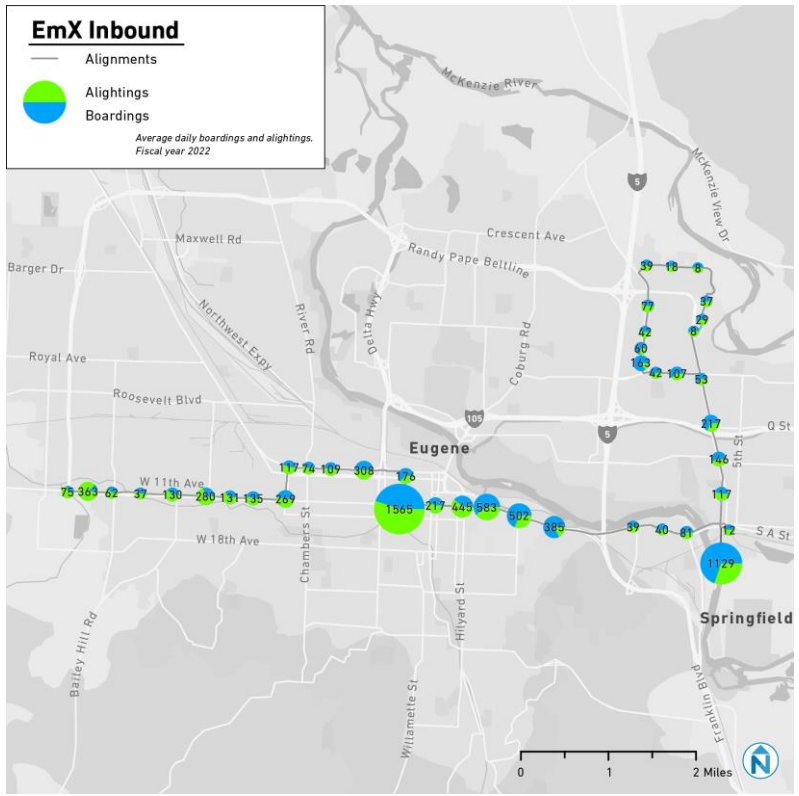 EmX Inbound
Alignments
Alightings
Boardings
Average daily boardings and alightings.
Fiscal year 2022
McKenzie River
McKenzie View Dr
5
Crescent Ave
Maxwell Rd
Randy Pape Beltline
Barger Dr
39
18
8
Northwest Expy
River Rd
Delta Hwy
77
37
29
42
8
Coburg Rd
60
Royal Ave
163
42
107
53
Roosevelt Blvd
105
217
Q St
5
Eugene
5th St
146
117
74
109
308
176
W 11th Ave
75
363
62
37
130
280
131
135
269
117
1565
217
445
583
502
385
39
40
81
12
S A St
W 18th Ave
Chambers St
1129
Hilyard St
Bailey Hill Rd
Springfield
Willamette St
Franklin Blvd
0
1
2 Miles
N